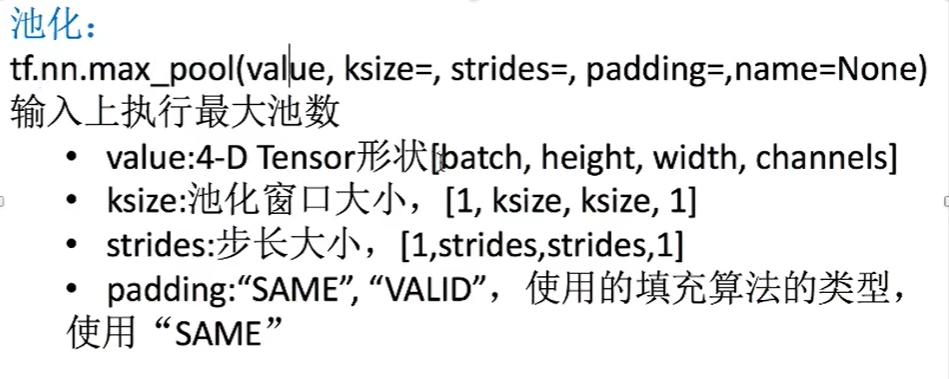 池化：
tf.nn.max_pool(value, ksize=, strides=, padding=,name=None)
输入上执行最大池数
• value:4-D Tensor形状[batch, height, width, channels]
• ksize:池化窗口大小，[1, ksize, ksize, 1]
• strides:步长大小，[1,strides,strides,1]
• padding:“SAME”, “VALID”，使用的填充算法的类型，
使用“SAME”